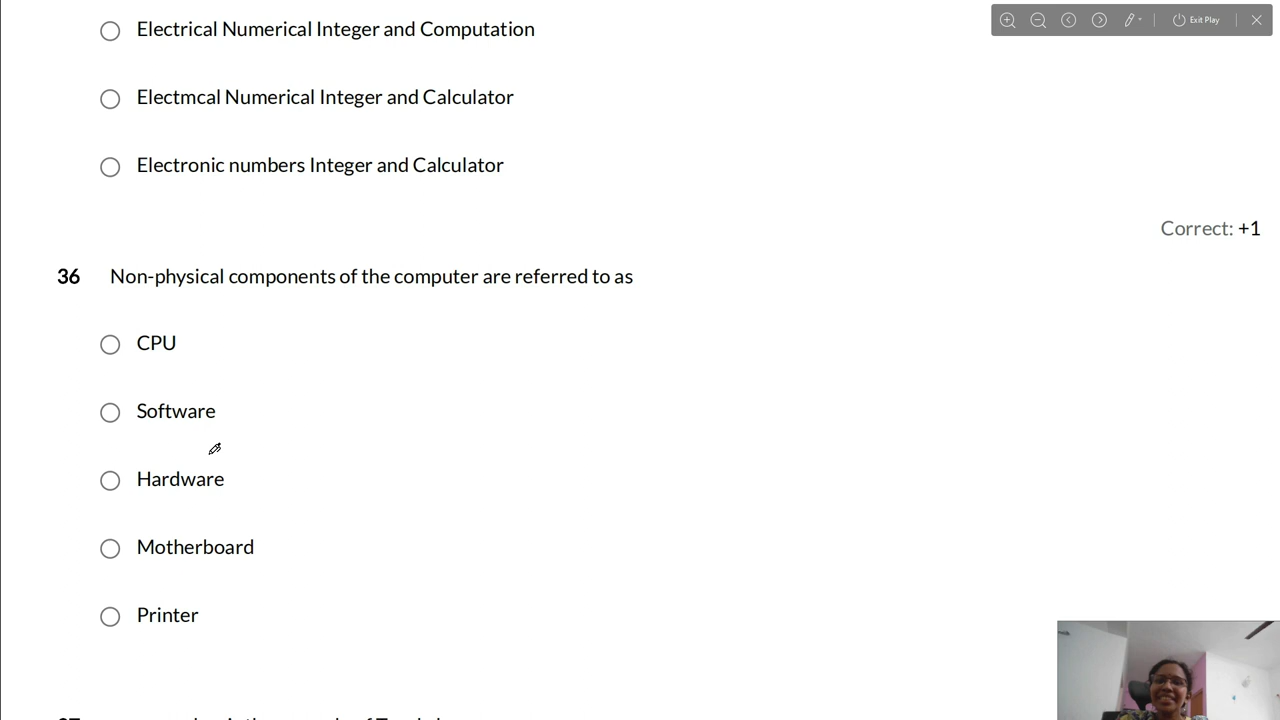 Exit Play
Electrical Numerical Integer and Computation
Electmcal Numerical Integer and Calculator
Electronic numbers Integer and Calculator
Correct: +1
36 Non-physical components of the computer are referred to as
CPU
Software
Hardware
Motherboard
Printer